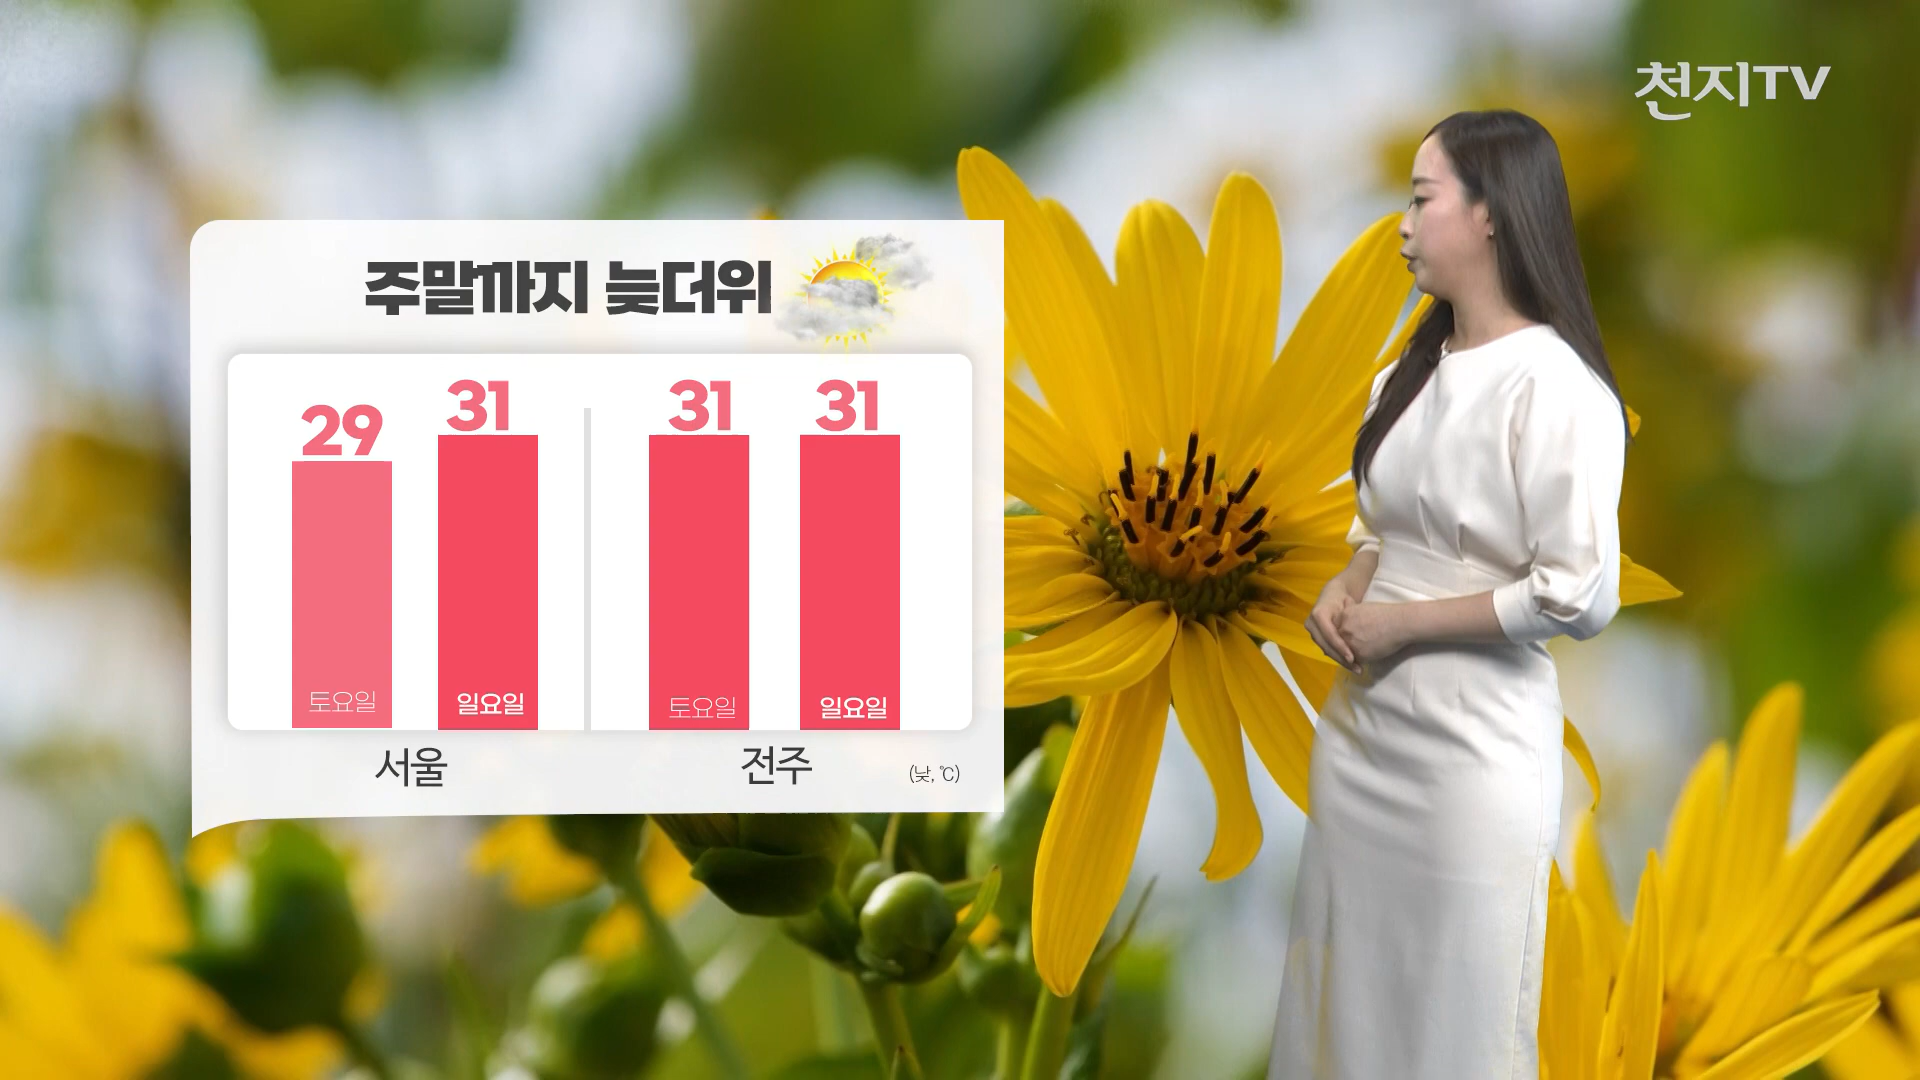 천지TV
주말까지 늦더위
29 31 31 31
토요일 일요일 토요일 일요일
서울 전주 (낮, ℃)